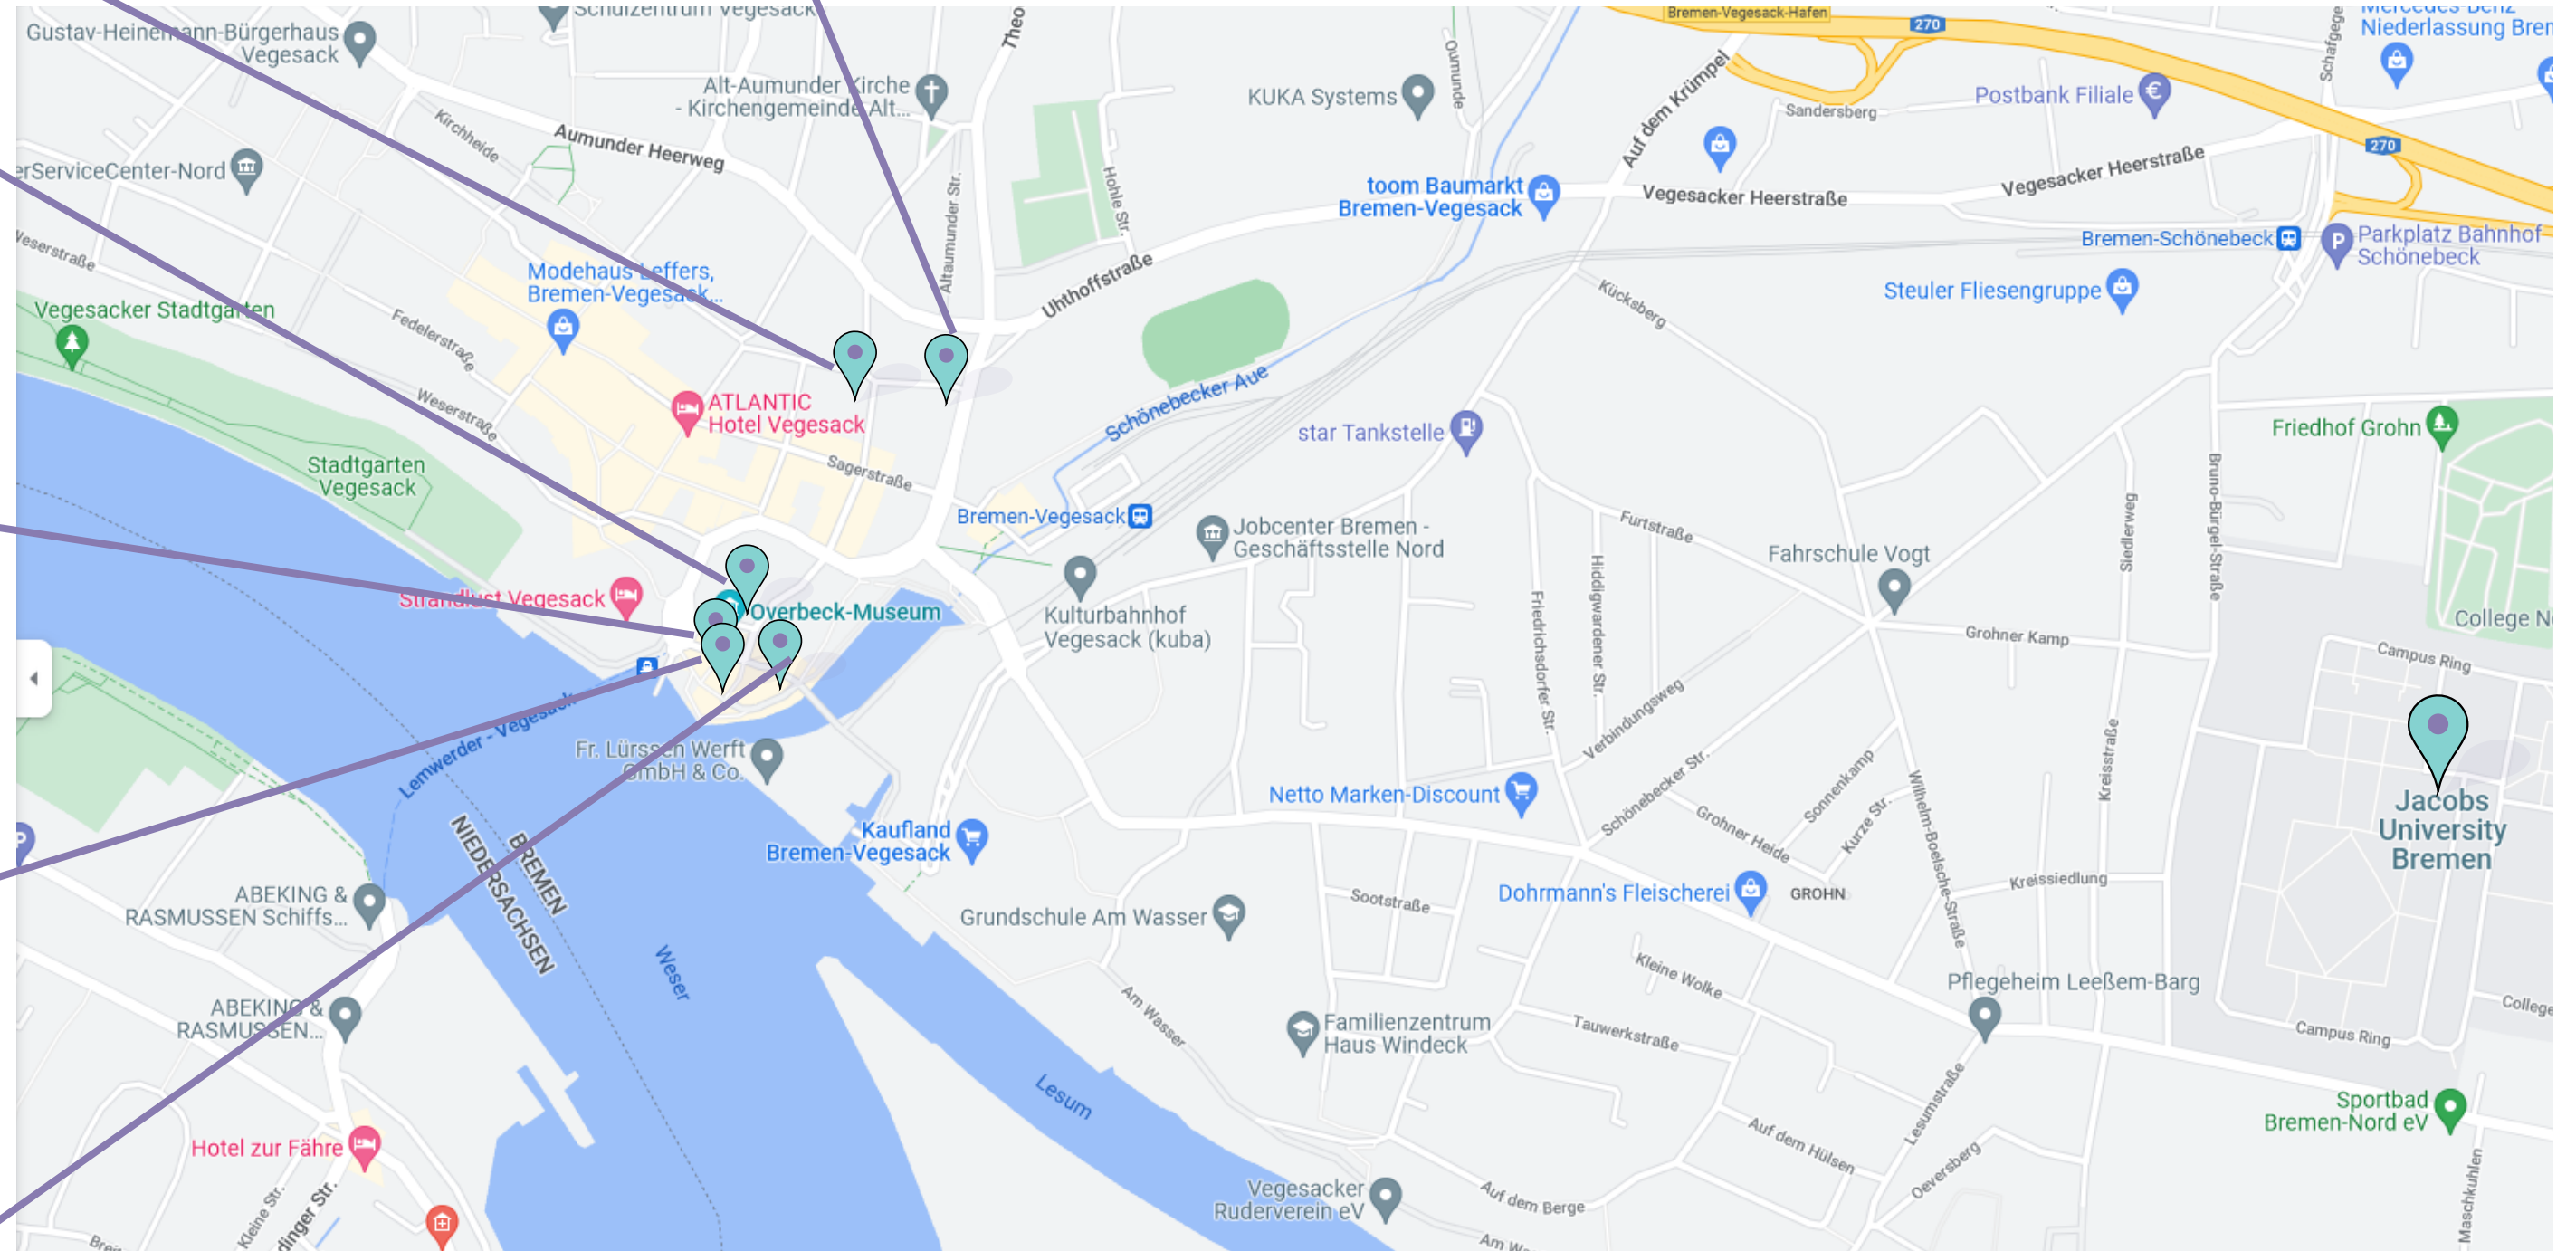 Schulzentrum Vegesack
Gustav-Heinemann-Bürgerhaus
Vegesack
Bremen-Vegesack-Hafen
270
Mercedes-Benz
Niederlassung Brem
Schafgege
Theo
Alt-Aumunder Kirche
- Kirchengemeinde Alt...
Kirchheide
Aumunder Heerweg
erServiceCenter-Nord
KUKA Systems
Aumunde
Auf dem Krümpel
Postbank Filiale
Sandersberg
270
Vegesacker Heerstraße
Vegesacker Heerstraße
toom Baumarkt
Bremen-Vegesack
Hohle Str.
Altaumunder Str.
Weserstraße
Bremen-Schönebeck
Parkplatz Bahnhof
Schönebeck
Modehaus Leffers,
Bremen-Vegesack...
Uhthoffstraße
Kücksberg
Steuler Fliesengruppe
Vegesacker Stadtgarten
Fedelerstraße
Weserstraße
ATLANTIC
Hotel Vegesack
Schönebecker Aue
star Tankstelle
Friedhof Grohn
Stadtgarten
Vegesack
Sagerstraße
Bremen-Vegesack
Jobcenter Bremen -
Geschäftsstelle Nord
Furtstraße
Fahrschule Vogt
Siedlerweg
Bruno-Bürgel-Straße
Strandlust Vegesack
Overbeck-Museum
Kulturbahnhof
Vegesack (kuba)
Hiddigwardener Str.
Friedrichsdorfer Str.
Grohner Kamp
College N
Campus Ring
Lemwerder - Vegesack
Verbindungsweg
Fr. Lürssen Werft
GmbH & Co.
Schönebecker Str.
Sonnenkamp
Kreisstraße
Netto Marken-Discount
Grohner Heide
Kurze Str.
Wilhelm-Boelsche-Straße
Jacobs
University
Bremen
Kaufland
Bremen-Vegesack
BREMEN
NIEDERSACHSEN
ABEKING &
RASMUSSEN Schiffs...
Dohrmann's Fleischerei
GROHN
Kreissiedlung
Sootstraße
Grundschule Am Wasser
Weser
Kleine Wolke
Pflegeheim Leeßem-Barg
College
ABEKING &
RASMUSSEN...
Am Wasser
Familienzentrum
Haus Windeck
Tauwerkstraße
Campus Ring
Lesum
Lesumstraße
Sportbad
Bremen-Nord eV
Auf dem Hülsen
Hotel zur Fähre
Oeversberg
Kleine Str.
dinger Str.
Vegesacker
Ruderverein eV
Auf dem Berge
Maschkuhlen
Am Wa
Breit